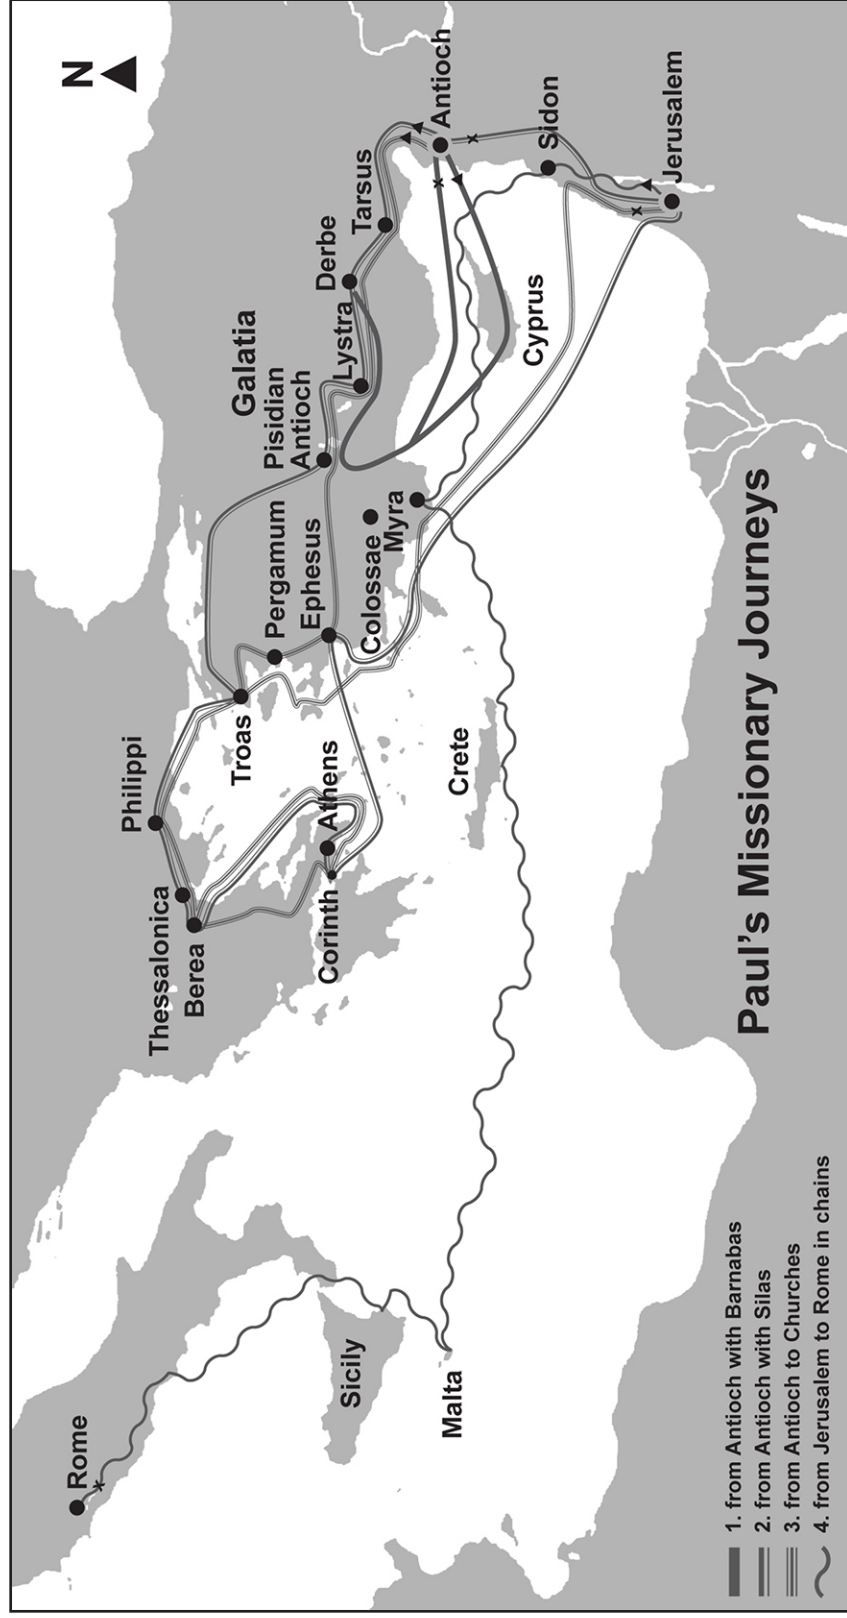 N
Rome
Sicily
Malta
Thessalonica
Berea
Philippi
Corinth
Athens
Troas
Pergamum
Ephesus
Colossae
Myra
Crete
Galatia
Pisidian
Antioch
Lystra
Derbe
Tarsus
Antioch
Cyprus
Sidon
Jerusalem
Paul's Missionary Journeys
1. from Antioch with Barnabas
2. from Antioch with Silas
3. from Antioch to Churches
4. from Jerusalem to Rome in chains